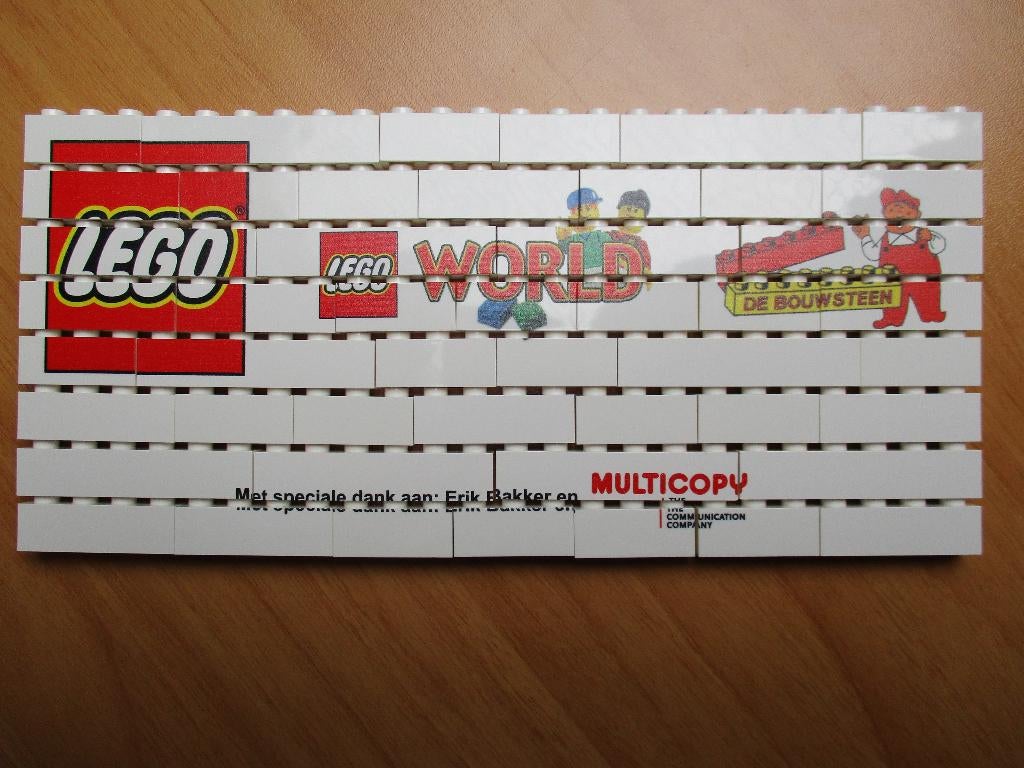 LEGO®
LEGO WORLD
DE BOUWSTEEN
Met speciale dank aan: Erik Bakker en
MULTICOPY
THE
COMMUNICATION
COMPANY